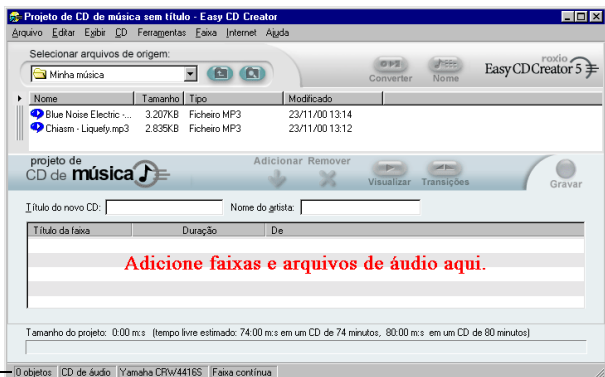 Projeto de CD de música sem título - Easy CD Creator
Arquivo Editar Exibir CD Ferramentas Faixa Internet Ajuda
Selecionar arquivos de origem:
Minha música
Converter Nome
roxio
Easy CD Creator 5
Nome Tamanho Tipo Modificado
Blue Noise Electric -... 3.207KB Ficheiro MP3 23/11/00 13:14
Chiasm - Liquefy.mp3 2.835KB Ficheiro MP3 23/11/00 13:12
projeto de
CD de música
Adicionar Remover
Visualizar Transições
Gravar
Título do novo CD: Nome do artista:
Título da faixa Duração De
Adicione faixas e arquivos de áudio aqui.
Tamanho do projeto: 0:00 m:s (tempo livre estimado: 74:00 m:s em um CD de 74 minutos, 80:00 m:s em um CD de 80 minutos)
0 objetos CD de áudio Yamaha CRW4416S Faixa contínua